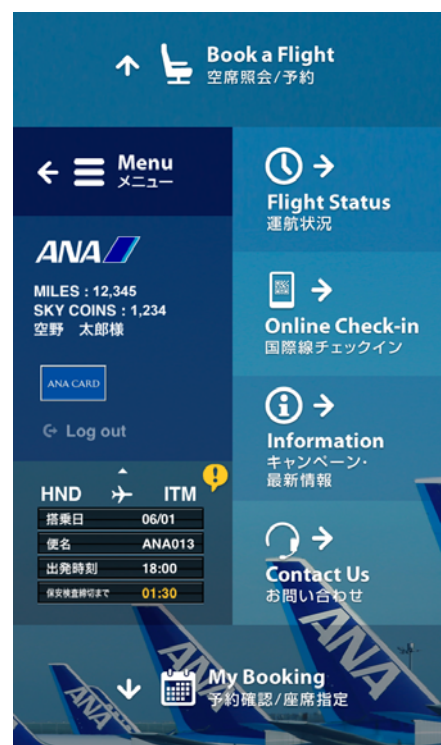 Book a Flight
空席照会/予約
Menu
メニュー
ANA
MILES : 12,345
SKY COINS : 1,234
空野 太郎様
ANA CARD
Log out
HND ITM
搭乗日 06/01
便名 ANA013
出発時刻 18:00
保安検査締切まで 01:30
Flight Status
運航状況
Online Check-in
国際線チェックイン
Information
キャンペーン・
最新情報
Contact Us
お問い合わせ
My Booking
予約確認/座席指定
ANA